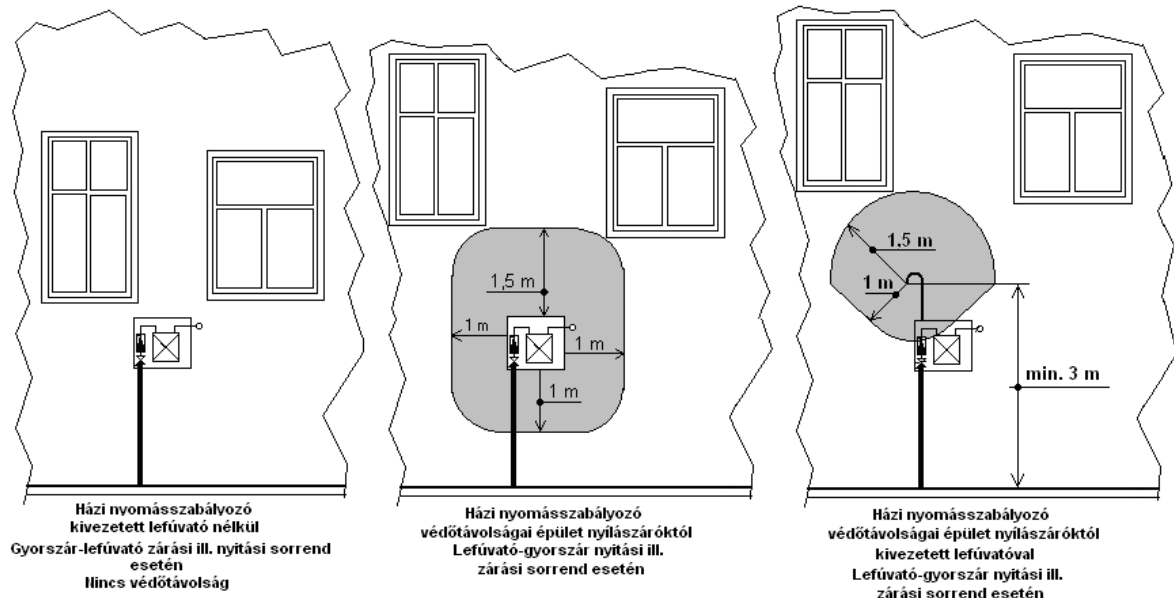 Házi nyomásszabályozó
kivezetett lefúvató nélkül
Gyorszár-lefúvató zárási ill. nyitási sorrend
esetén
Nincs védőtávolság
1,5 m
1 m
1 m
1 m
Házi nyomásszabályozó
védőtávolságai épület nyílászáróktól
Lefúvató-gyorszár nyitási ill.
zárási sorrend esetén
1,5 m
1 m
min. 3 m
Házi nyomásszabályozó
védőtávolságai épület nyílászáróktól
kivezetett lefúvatóval
Lefúvató-gyorszár nyitási ill.
zárási sorrend esetén